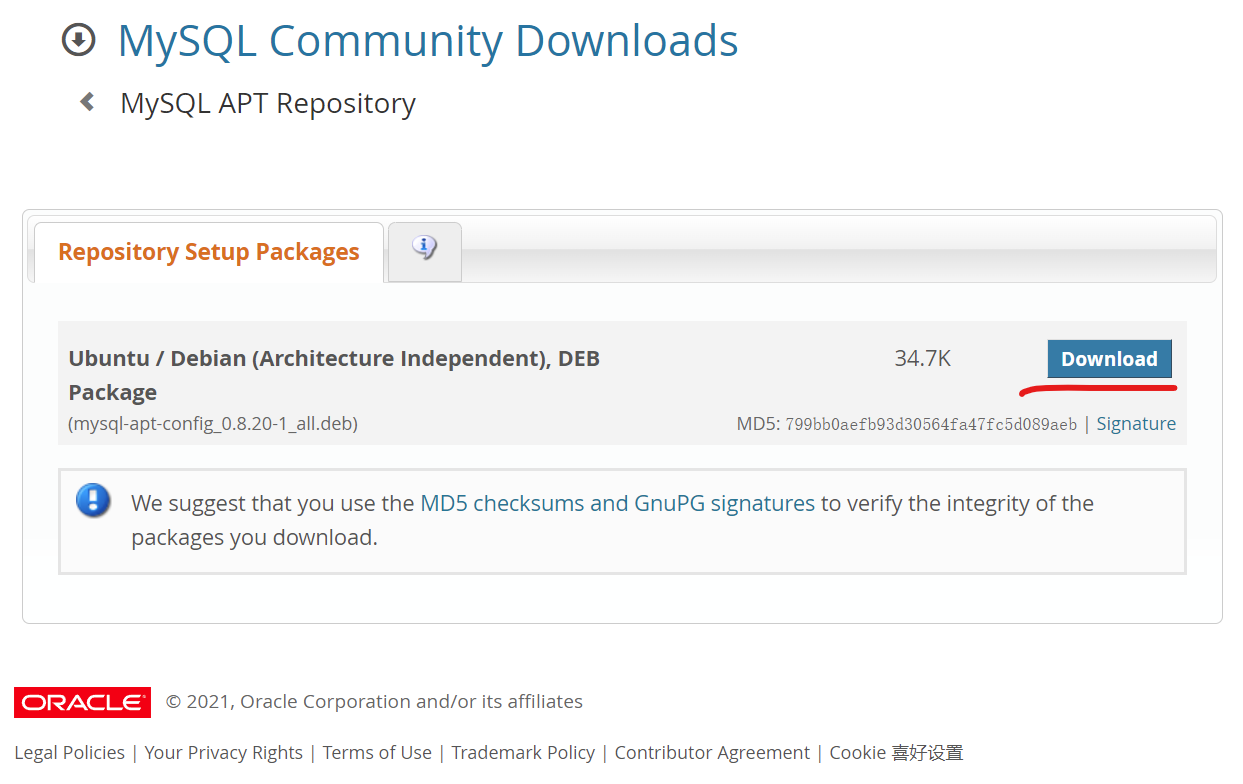 MySQL Community Downloads
MySQL APT Repository
Repository Setup Packages
Ubuntu / Debian (Architecture Independent), DEB
Package
34.7K
Download
(mysql-apt-config_0.8.20-1_all.deb)
MD5: 799bb0aefb93d30564fa47fc5d089aeb | Signature
We suggest that you use the MD5 checksums and GnuPG signatures to verify the integrity of the
packages you download.
ORACLE © 2021, Oracle Corporation and/or its affiliates
Legal Policies | Your Privacy Rights | Terms of Use | Trademark Policy | Contributor Agreement | Cookie 喜好设置